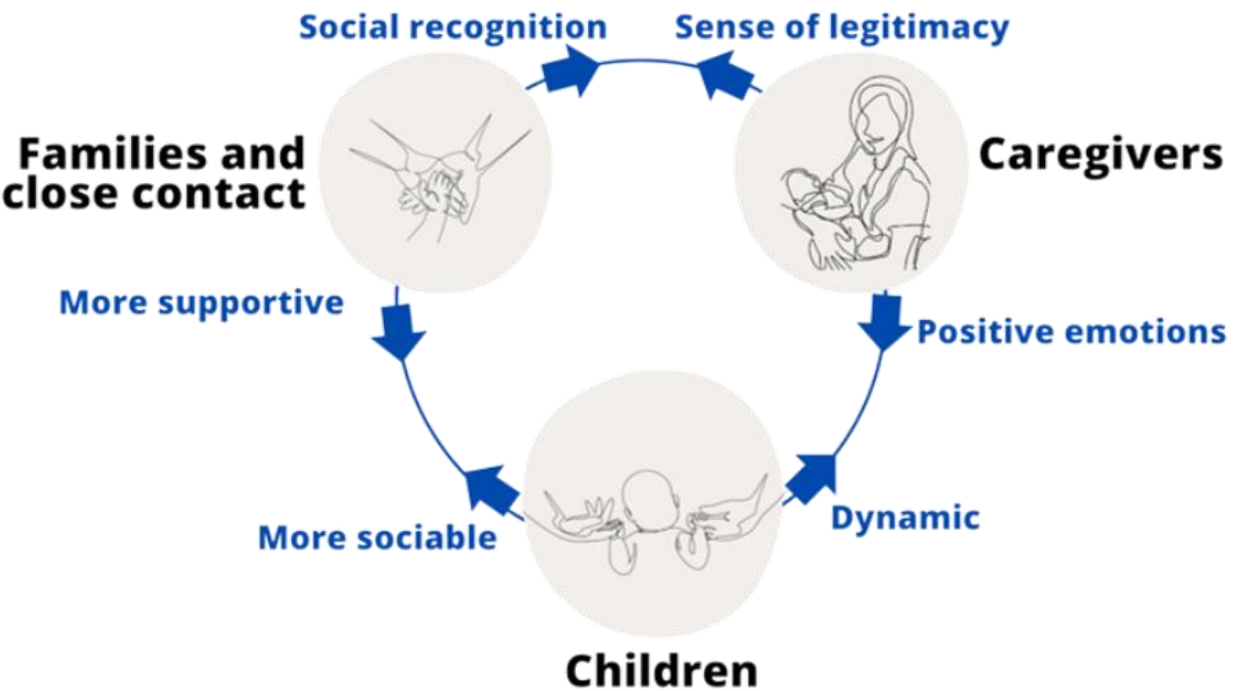 Social recognition
Sense of legitimacy
Families and
close contact
Caregivers
More supportive
Positive emotions
More sociable
Dynamic
Children